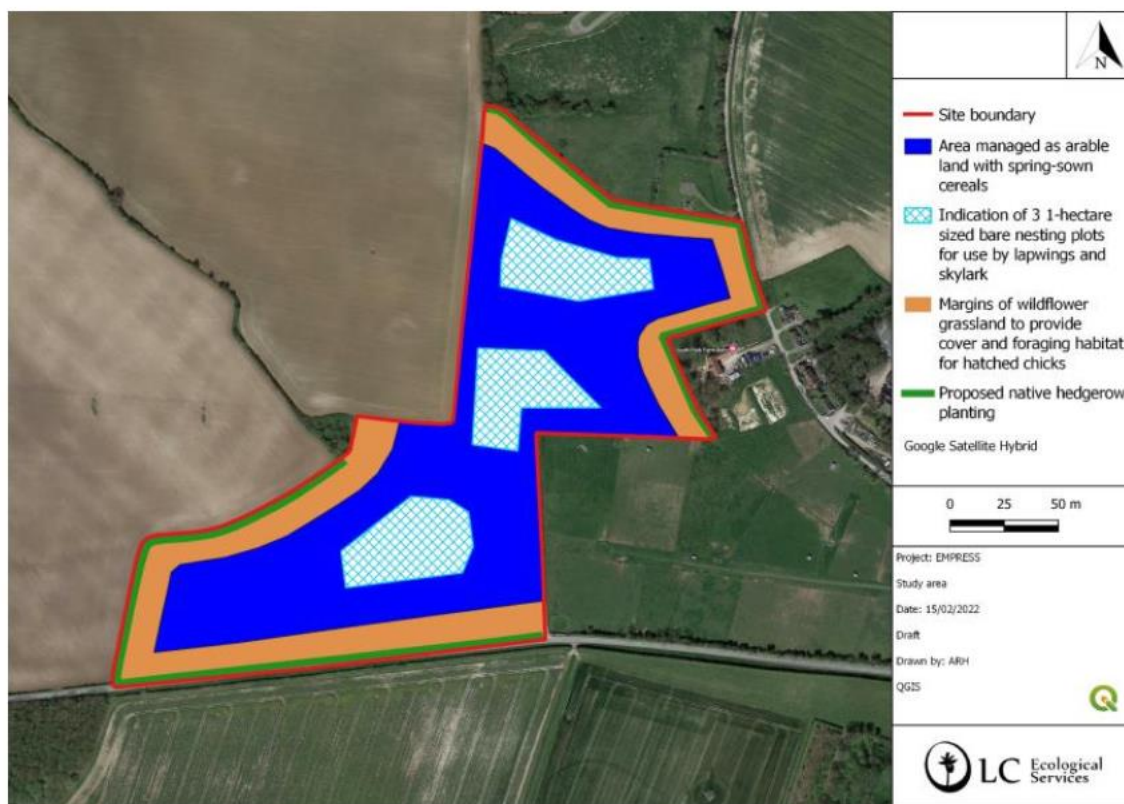 N
Site boundary
Area managed as arable
land with spring-sown
cereals
Indication of 3 1-hectare
sized bare nesting plots
for use by lapwings and
skylark
Margins of wildflower
grassland to provide
cover and foraging habitat
for hatched chicks
Proposed native hedgerow
planting
Google Satellite Hybrid
0 25 50 m
Project: EMPRESS
Study area
Date: 15/02/2022
Draft
Drawn by: ARH
QGIS
LC Ecological
Services